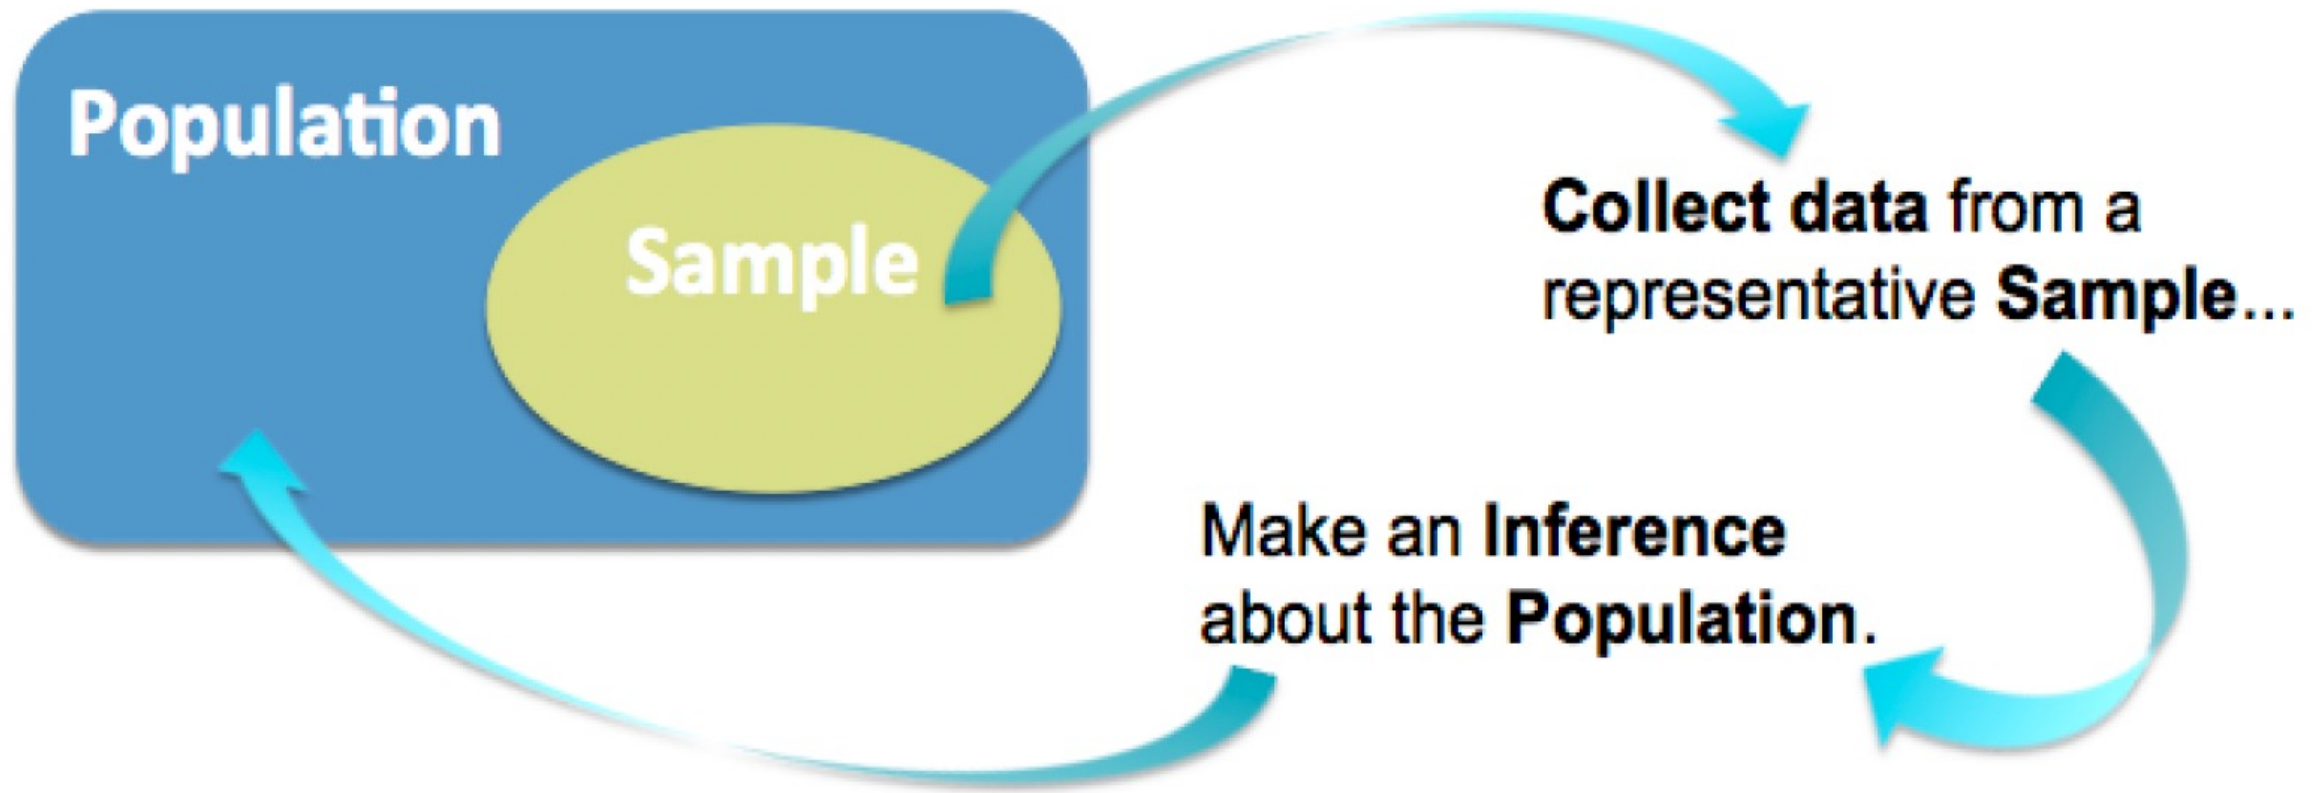 Population
Sample
Collect data from a
representative Sample...
Make an Inference
about the Population.